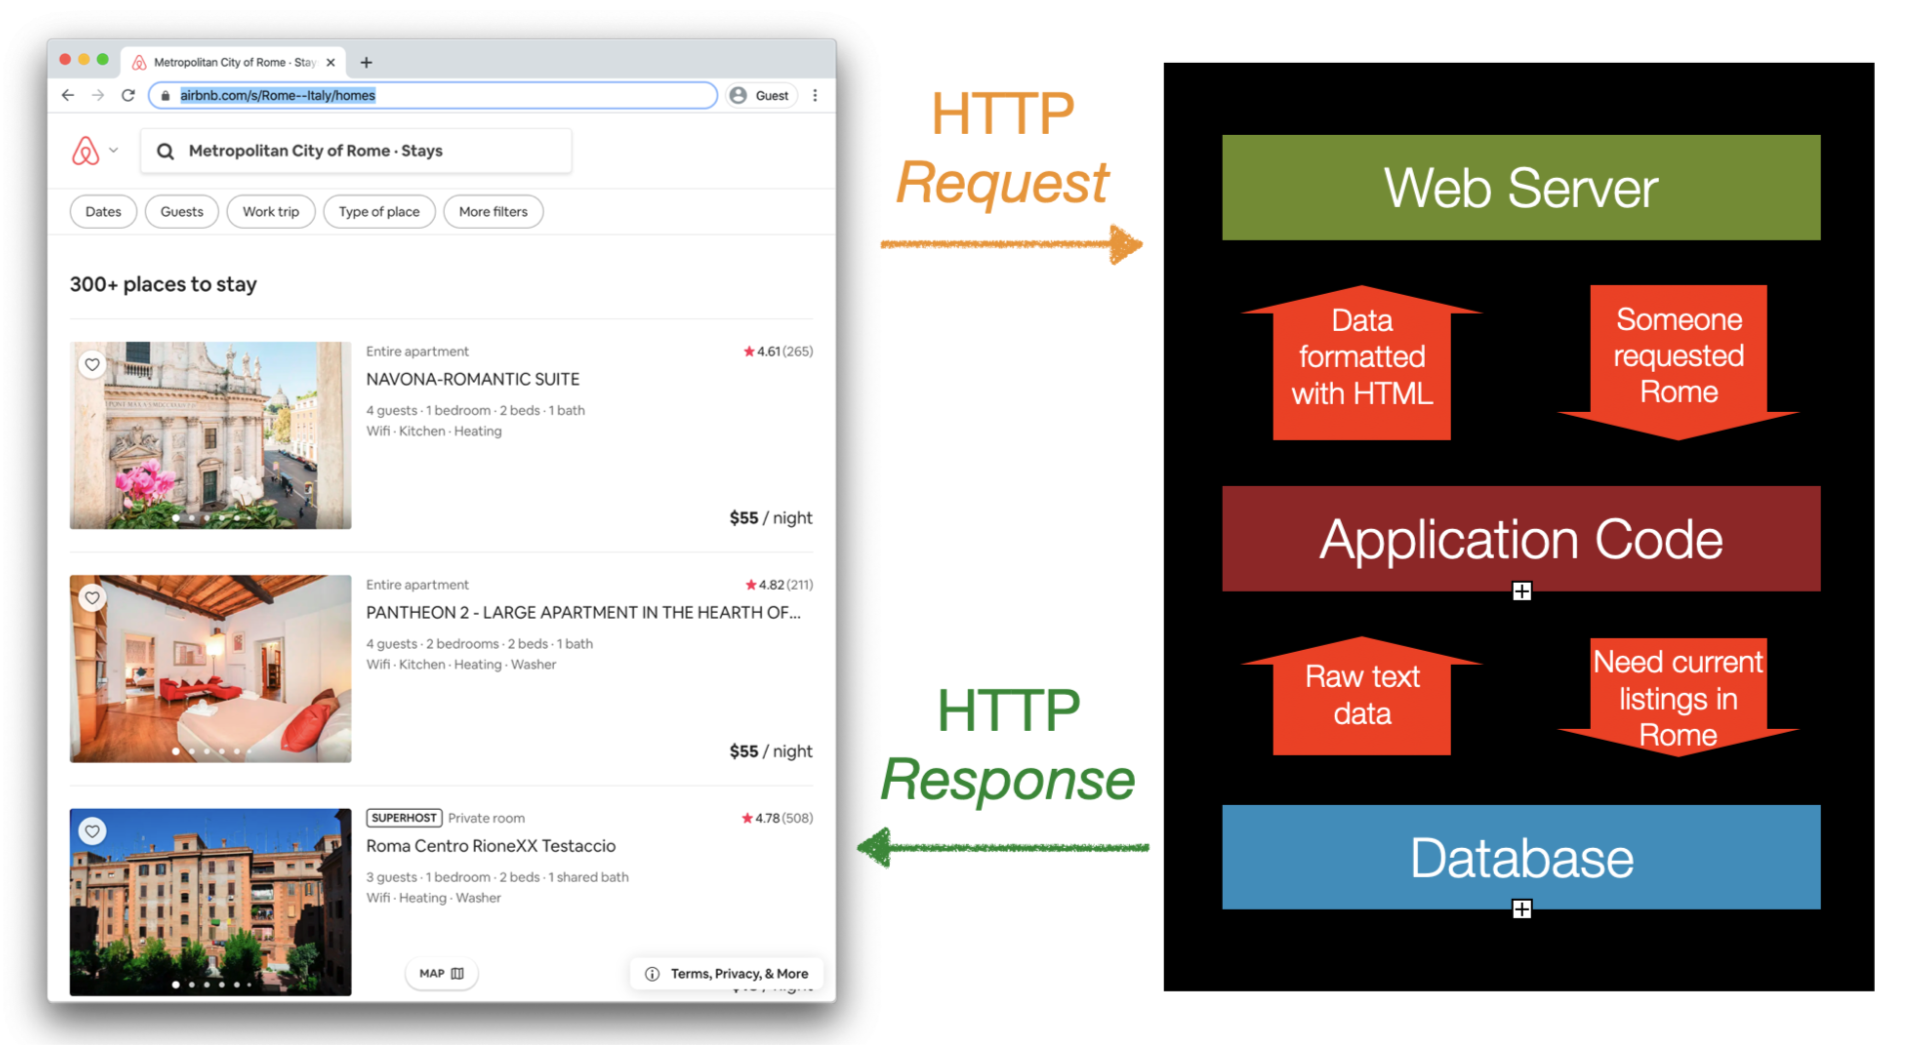 Metropolitan City of Rome · Stay
airbnb.com/s/Rome--Italy/homes
Guest
Metropolitan City of Rome · Stays
Dates
Guests
Work trip
Type of place
More filters
300+ places to stay
Entire apartment
4.61 (265)
NAVONA-ROMANTIC SUITE
4 guests · 1 bedroom · 2 beds · 1 bath
Wifi · Kitchen · Heating
$55 / night
Entire apartment
4.82 (211)
PANTHEON 2 - LARGE APARTMENT IN THE HEARTH OF...
4 guests · 2 bedrooms · 2 beds · 1 bath
Wifi · Kitchen · Heating · Washer
$55 / night
SUPERHOST Private room
4.78 (508)
Roma Centro RioneXX Testaccio
3 guests · 1 bedroom · 2 beds · 1 shared bath
Wifi · Heating · Washer
MAP
Terms, Privacy, & More
HTTP
Request
HTTP
Response
Web Server
Data
formatted
with HTML
Someone
requested
Rome
Application Code
Raw text
data
Need current
listings in
Rome
Database